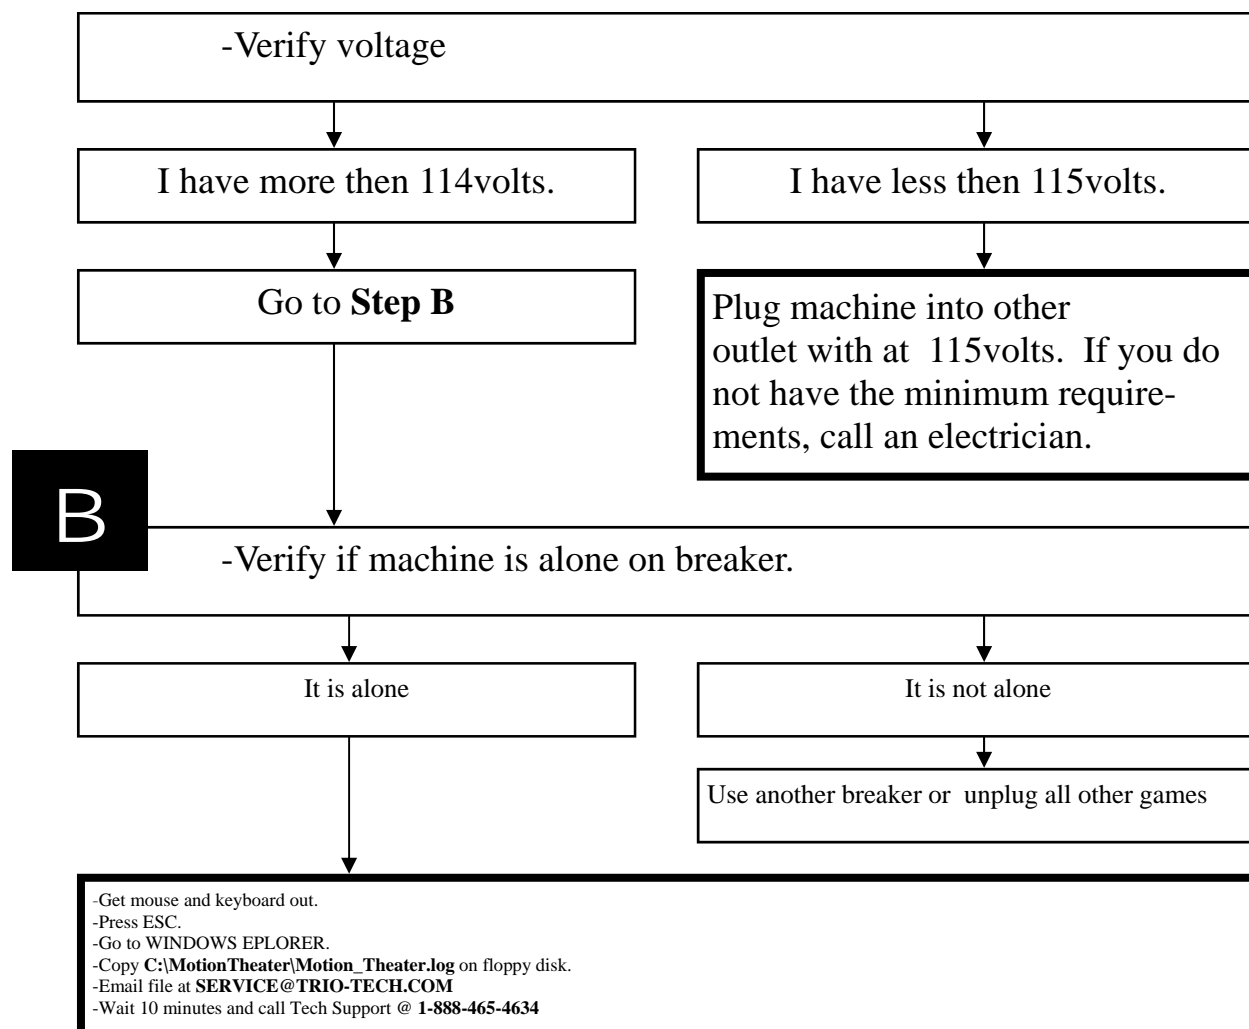 -Verify voltage
I have more then 114volts.
I have less then 115volts.
Go to Step B
Plug machine into other
outlet with at  115volts.  If you do
not have the minimum require-
ments, call an electrician.
B
-Verify if machine is alone on breaker.
It is alone
It is not alone
Use another breaker or  unplug all other games
-Get mouse and keyboard out.
-Press ESC.
-Go to WINDOWS EPLORER.
-Copy C:\MotionTheater\Motion_Theater.log on floppy disk.
-Email file at SERVICE@TRIO-TECH.COM
-Wait 10 minutes and call Tech Support @ 1-888-465-4634